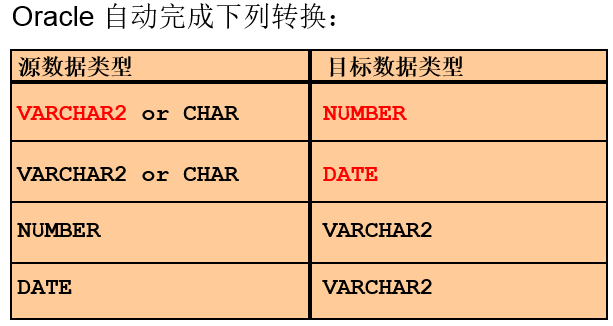 Oracle 自动完成下列转换：
源数据类型 目标数据类型
VARCHAR2 or CHAR NUMBER
VARCHAR2 or CHAR DATE
NUMBER VARCHAR2
DATE VARCHAR2